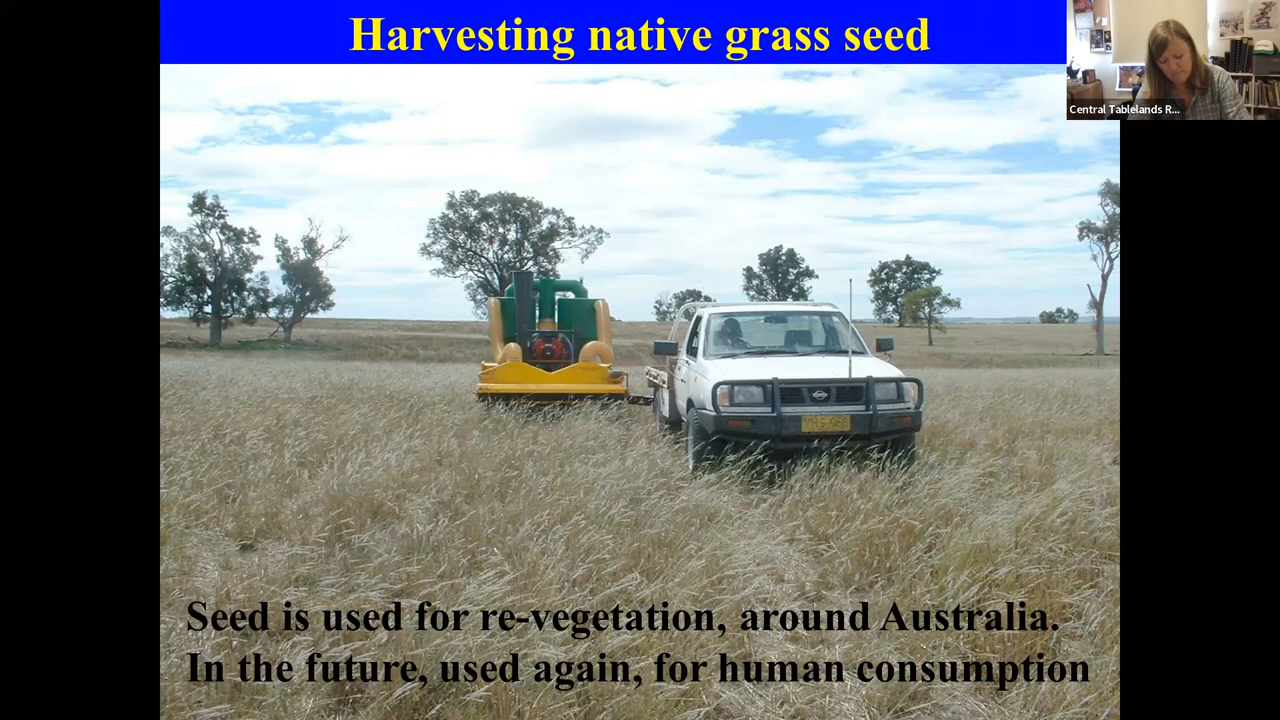 Harvesting native grass seed
Central Tablelands R...
Seed is used for re-vegetation, around Australia.
In the future, used again, for human consumption